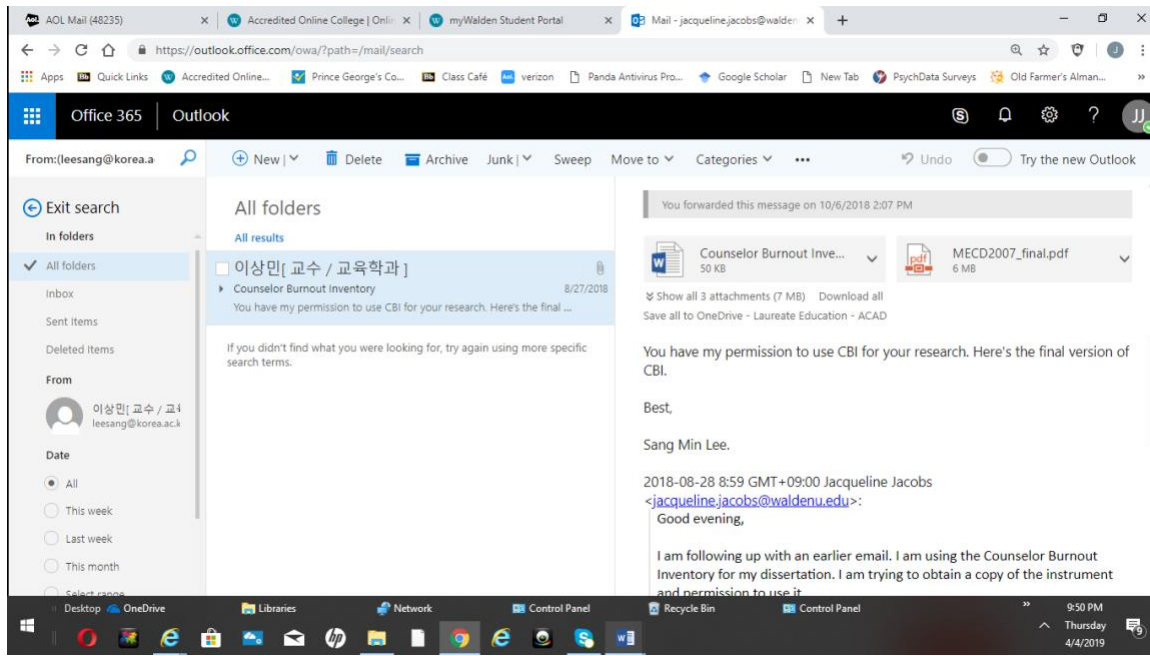 AOL Mail (48235)
Accredited Online College | Onlin
myWalden Student Portal
Mail - jacqueline.jacobs@walden
https://outlook.office.com/owa/?path=/mail/search
Apps Quick Links Accredited Online... Prince George's Co... Class Café verizon Panda Antivirus Pro... Google Scholar New Tab PsychData Surveys Old Farmer's Alman... »
Office 365 Outlook
JJ
From:(leesang@korea.a
New Delete Archive Junk Sweep Move to Categories ••• Undo Try the new Outlook
Exit search
In folders
All folders
Inbox
Sent Items
Deleted Items
From
이상민[ 교수 / 교육
leesang@korea.ac.k
Date
All
This week
Last week
This month
Select range
All folders
All results
이상민[ 교수 / 교육학과 ]
Counselor Burnout Inventory 8/27/2018
You have my permission to use CBI for your research. Here's the final ...
If you didn't find what you were looking for, try again using more specific
search terms.
You forwarded this message on 10/6/2018 2:07 PM
Counselor Burnout Inve...
50 KB
MECD2007_final.pdf
6 MB
Show all 3 attachments (7 MB) Download all
Save all to OneDrive - Laureate Education - ACAD
You have my permission to use CBI for your research. Here's the final version of
CBI.
Best,
Sang Min Lee.
2018-08-28 8:59 GMT+09:00 Jacqueline Jacobs
<jacqueline.jacobs@waldenu.edu>:
Good evening,
I am following up with an earlier email. I am using the Counselor Burnout
Inventory for my dissertation. I am trying to obtain a copy of the instrument
and permission to use it
Desktop OneDrive Libraries Network Control Panel Recycle Bin Control Panel »
9:50 PM
Thursday
4/4/2019